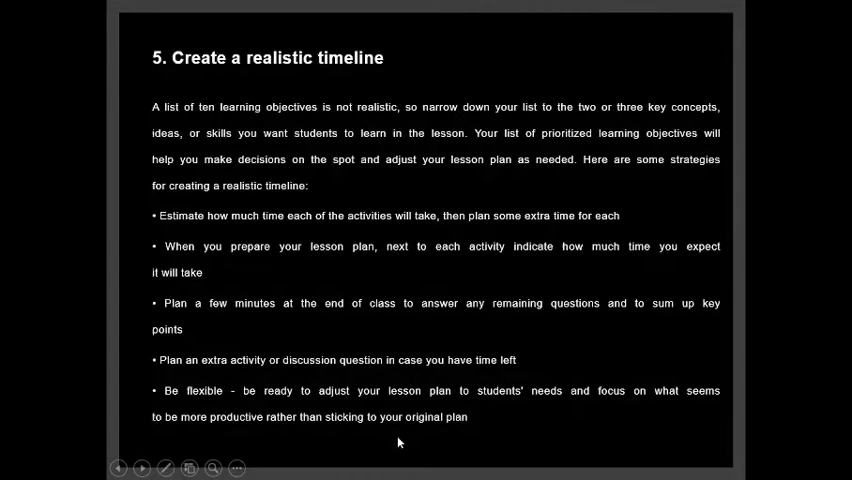 5. Create a realistic timeline
A list of ten learning objectives is not realistic, so narrow down your list to the two or three key concepts,
ideas, or skills you want students to learn in the lesson. Your list of prioritized learning objectives will
help you make decisions on the spot and adjust your lesson plan as needed. Here are some strategies
for creating a realistic timeline:
• Estimate how much time each of the activities will take, then plan some extra time for each
• When you prepare your lesson plan, next to each activity indicate how much time you expect
it will take
• Plan a few minutes at the end of class to answer any remaining questions and to sum up key
points
• Plan an extra activity or discussion question in case you have time left
• Be flexible - be ready to adjust your lesson plan to students' needs and focus on what seems
to be more productive rather than sticking to your original plan